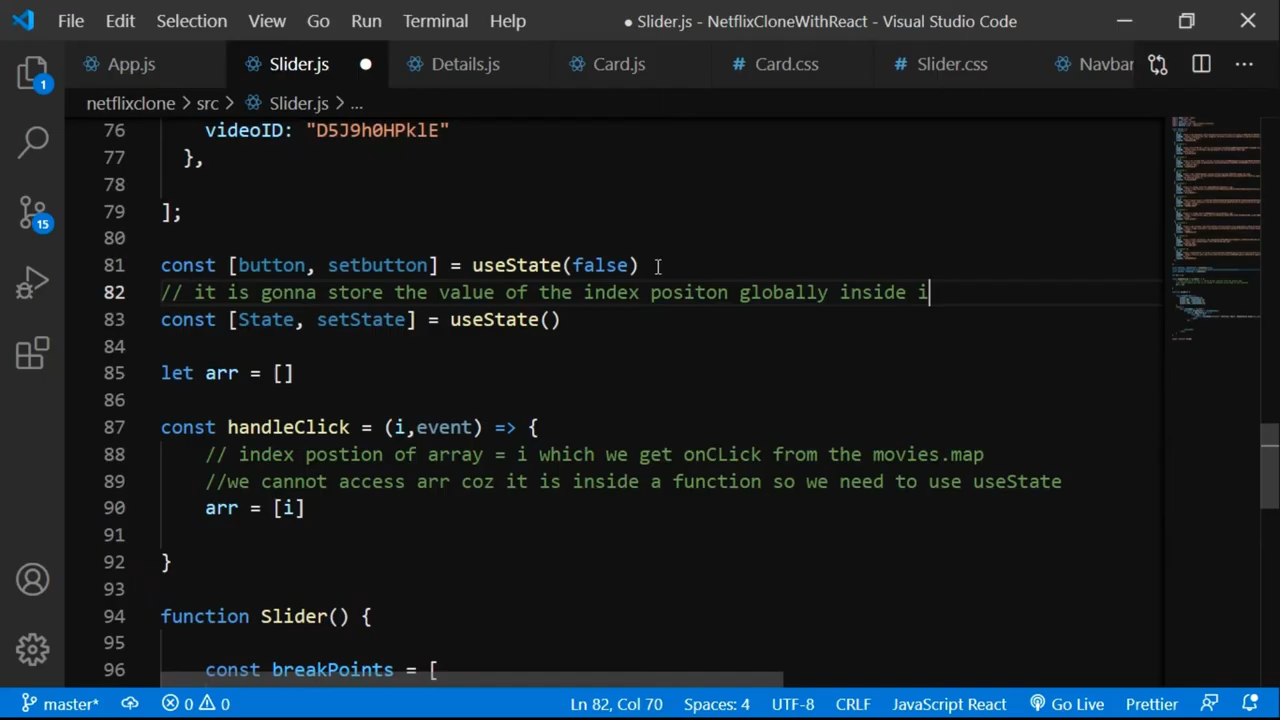 File Edit Selection View Go Run Terminal Help ● Slider.js - NetflixCloneWithReact - Visual Studio Code
App.js Slider.js Details.js Card.js # Card.css # Slider.css Navbar
netflixclone > src > Slider.js > ...
1
15
76 videoID: "D5J9h0HPklE"
77 },
78
79 ];
80
81 const [button, setbutton] = useState(false)
82 // it is gonna store the value of the index positon globally inside i
83 const [State, setState] = useState()
84
85 let arr = []
86
87 const handleClick = (i,event) => {
88 // index postion of array = i which we get onCLick from the movies.map
89 //we cannot access arr coz it is inside a function so we need to use useState
90 arr = [i]
91
92 }
93
94 function Slider() {
95
96 const breakPoints = [
master* 0 0 Ln 82, Col 70 Spaces: 4 UTF-8 CRLF JavaScript React Go Live Prettier